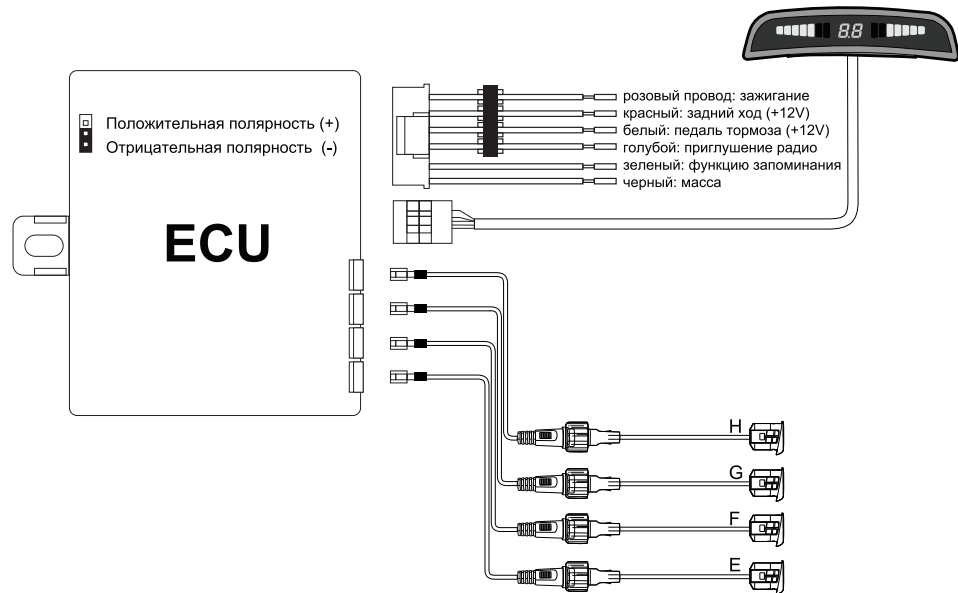 8.8
розовый провод: зажигание
красный: задний ход (+12V)
белый: педаль тормоза (+12V)
голубой: приглушение радио
зеленый: функцию запоминания
черный: масса
Положительная полярность (+)
Отрицательная полярность (-)
ECU
H
G
F
E